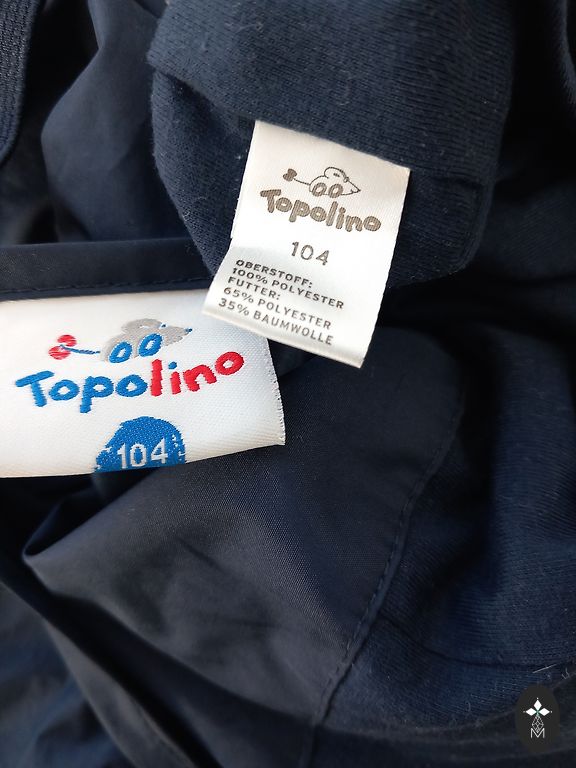 Topolino
104
OBERSTOFF:
100% POLYESTER
FUTTER:
65% POLYESTER
35% BAUMWOLLE
Topolino
104
M